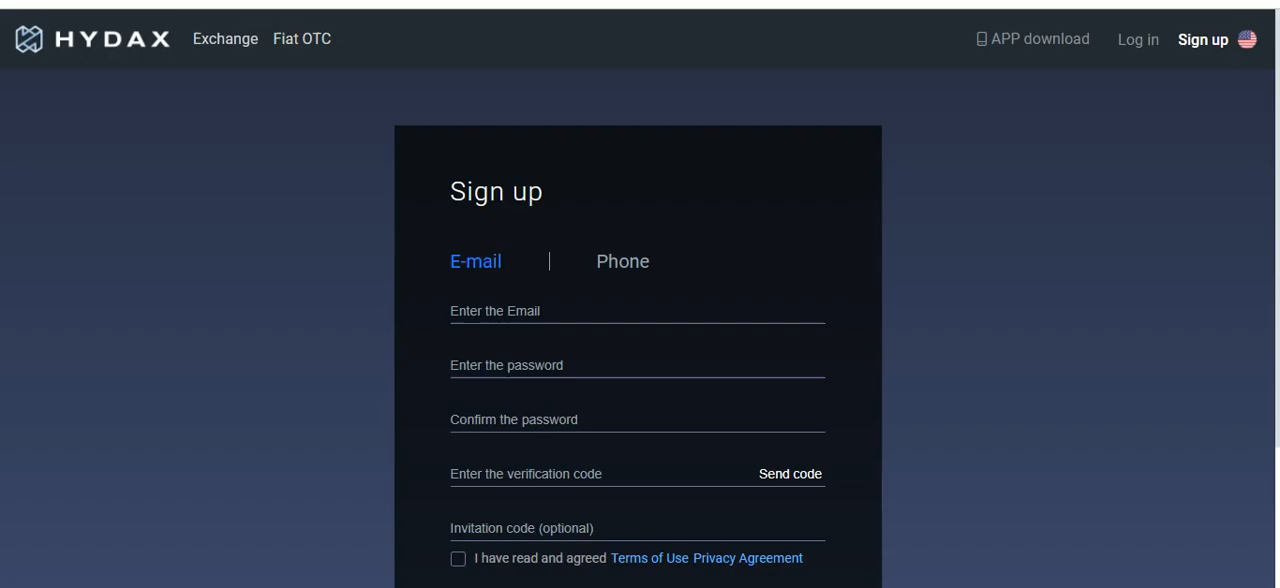 HYDAX Exchange Fiat OTC APP download Log in Sign up
Sign up
E-mail | Phone
Enter the Email
Enter the password
Confirm the password
Enter the verification code Send code
Invitation code (optional)
I have read and agreed Terms of Use Privacy Agreement